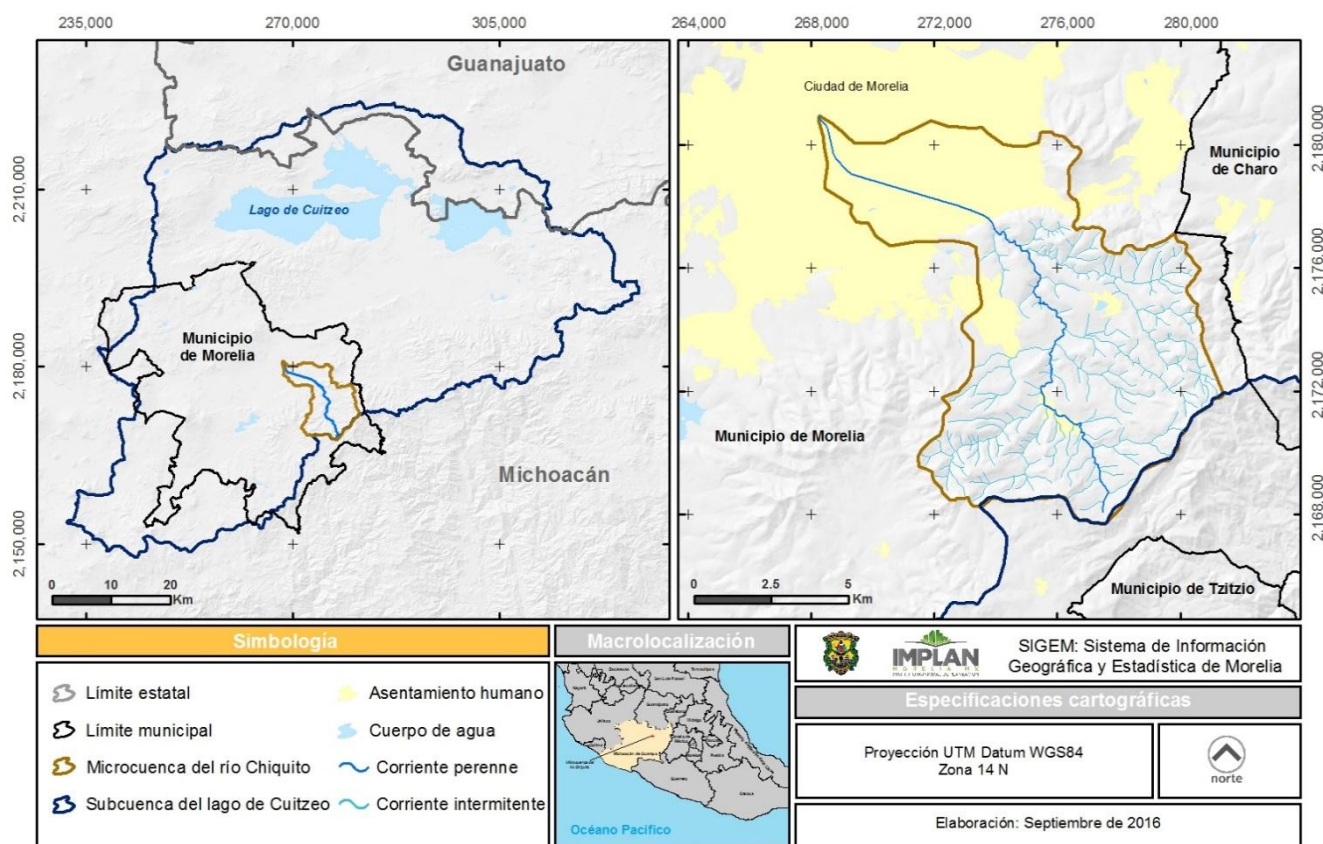 235,000
270,000
305,000
2,210,000
2,180,000
2,150,000
Guanajuato
Lago de Cuitzeo
Municipio
de Morelia
Michoacán
0
10
20
Km
264,000
268,000
272,000
276,000
280,000
2,180,000
2,176,000
2,172,000
2,168,000
Ciudad de Morelia
Municipio
de Charo
Municipio de Morelia
Municipio de Tzitzio
0
2.5
5
Km
Simbología
Límite estatal
Límite municipal
Microcuenca del río Chiquito
Subcuenca del lago de Cuitzeo
Asentamiento humano
Cuerpo de agua
Corriente perenne
Corriente intermitente
Macrolocalización
Océano Pacífico
IMPLAN
SIGEM: Sistema de Información
Geográfica y Estadística de Morelia
Especificaciones cartográficas
Proyección UTM Datum WGS84
Zona 14 N
norte
Elaboración: Septiembre de 2016